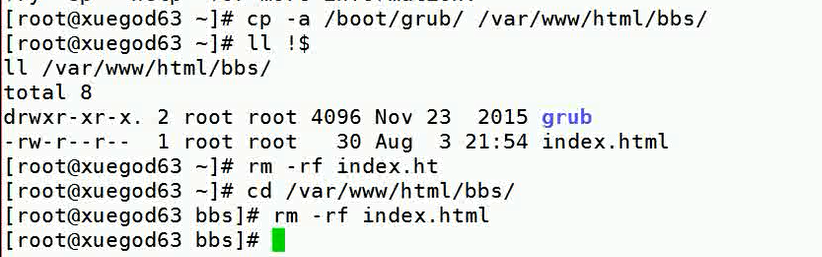 [root@xuegod63 ~]# cp -a /boot/grub/ /var/www/html/bbs/
[root@xuegod63 ~]# ll !$
ll /var/www/html/bbs/
total 8
drwxr-xr-x. 2 root root 4096 Nov 23  2015 grub
-rw-r--r--  1 root root   30 Aug  3 21:54 index.html
[root@xuegod63 ~]# rm -rf index.ht
[root@xuegod63 ~]# cd /var/www/html/bbs/
[root@xuegod63 bbs]# rm -rf index.html
[root@xuegod63 bbs]#